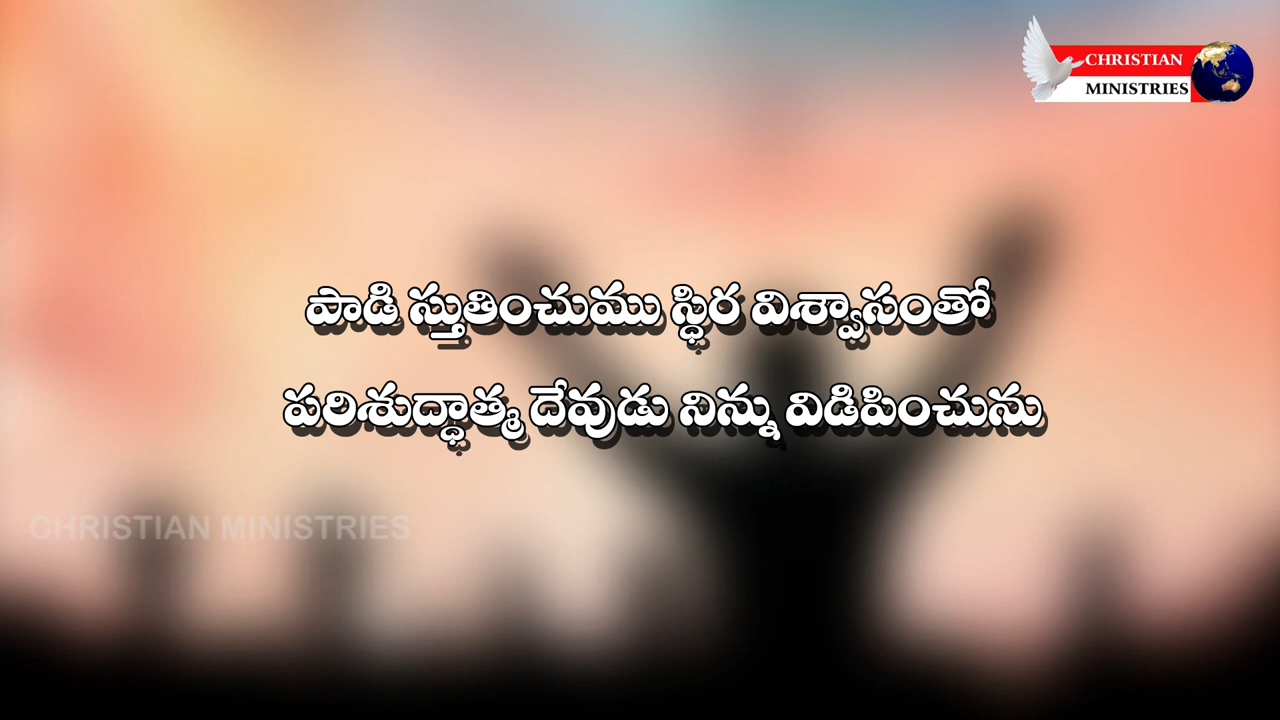 CHRISTIAN
MINISTRIES
పాడి స్తుతించుము స్థిర విశ్వాసంతో
పరిశుద్ధాత్మ దేవుడు నిన్ను విడిపించును
CHRISTIAN MINISTRIES